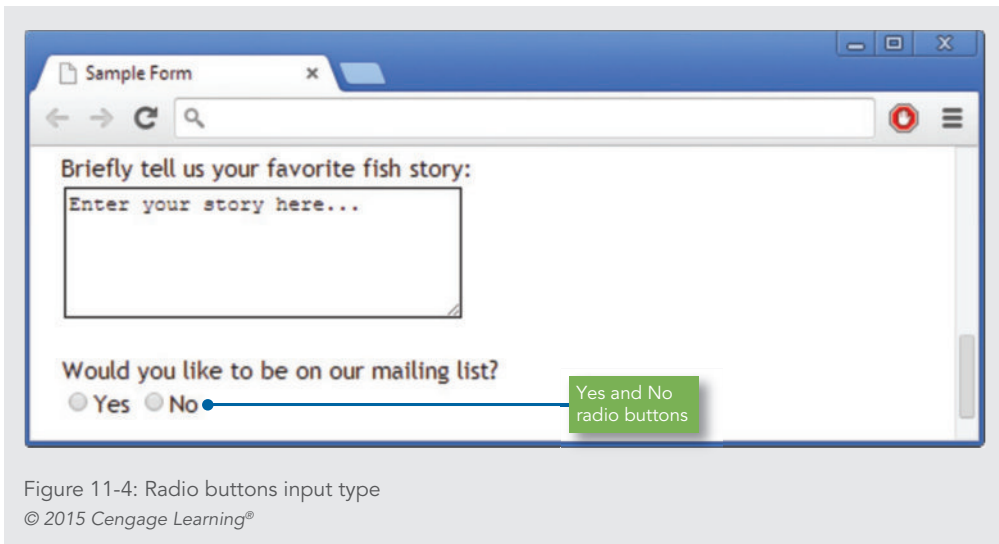 Sample Form
Briefly tell us your favorite fish story:
Enter your story here...
Would you like to be on our mailing list?
Yes No
Yes and No
radio buttons
Figure 11-4: Radio buttons input type
© 2015 Cengage Learning®